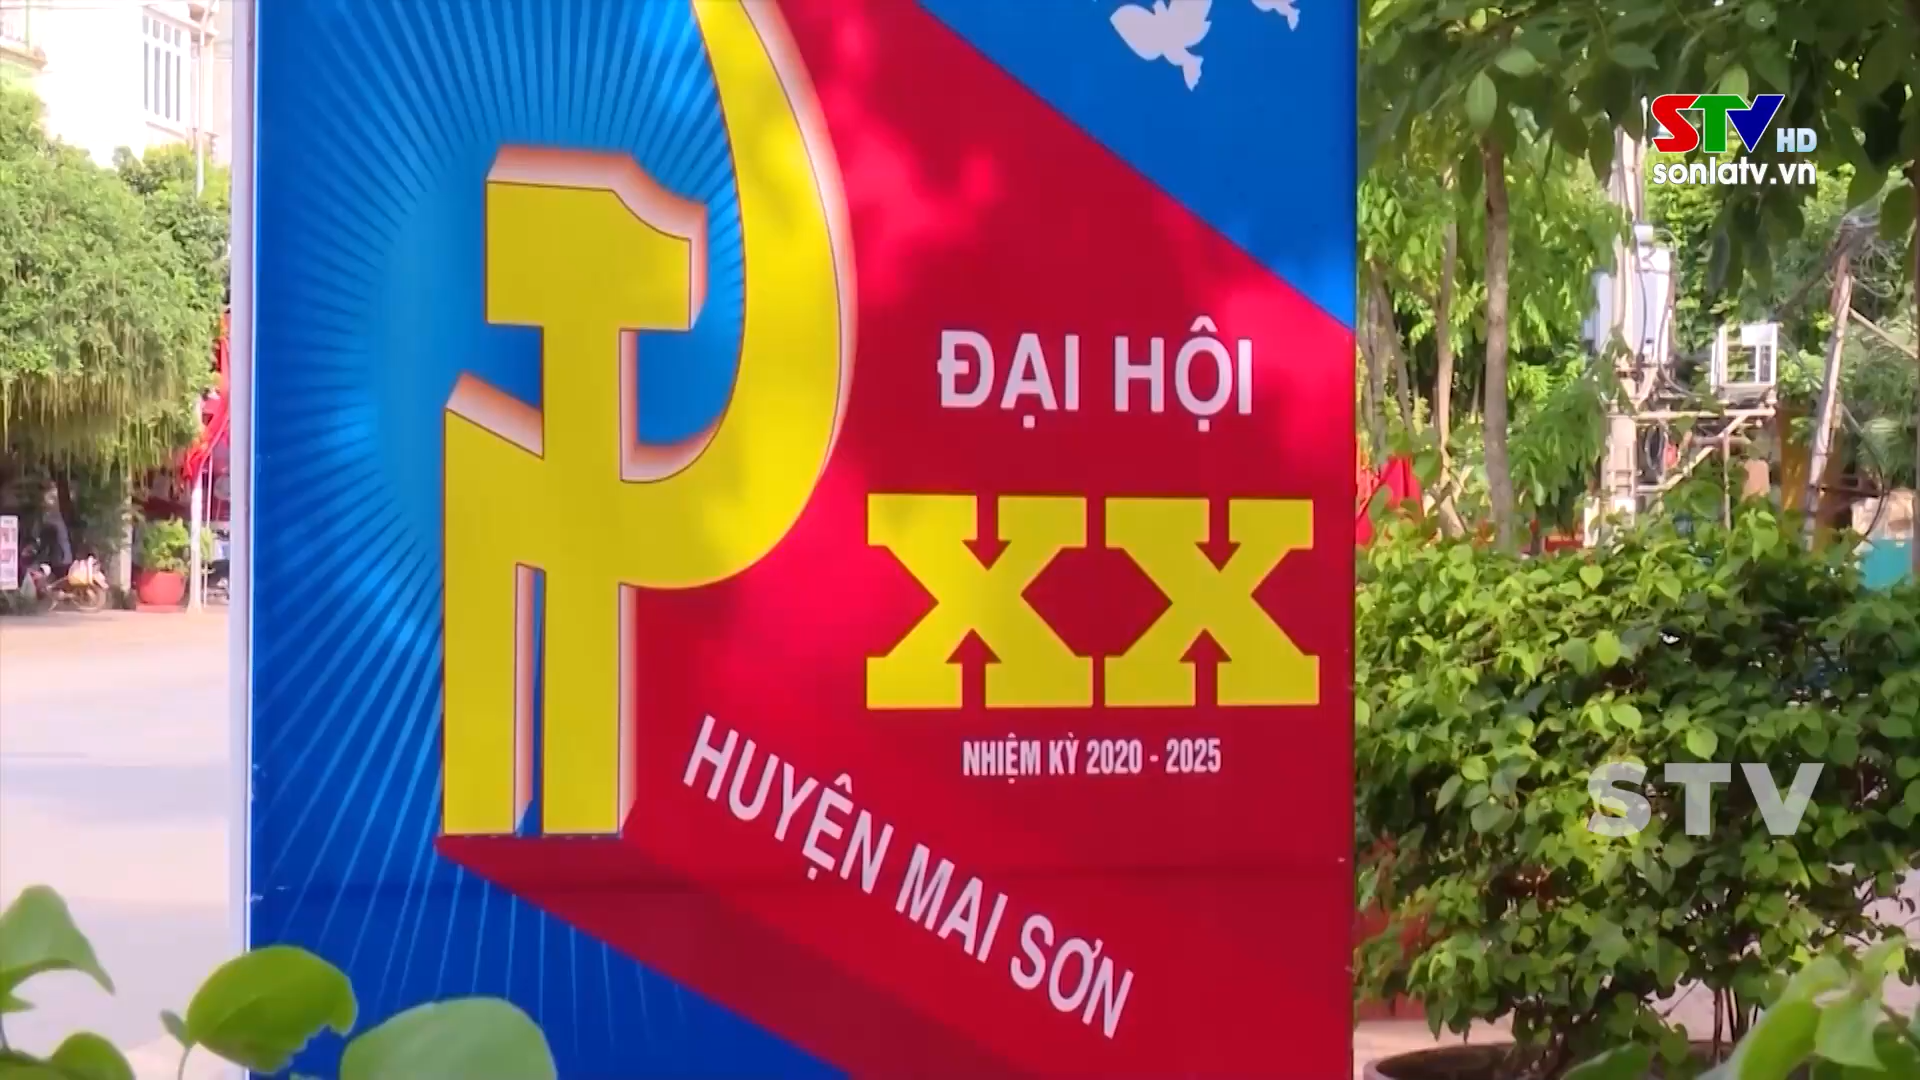 STV HD
sonlatv.vn
ĐẠI HỘI
XX
NHIỆM KỲ 2020 - 2025
HUYỆN MAI SƠN
STV